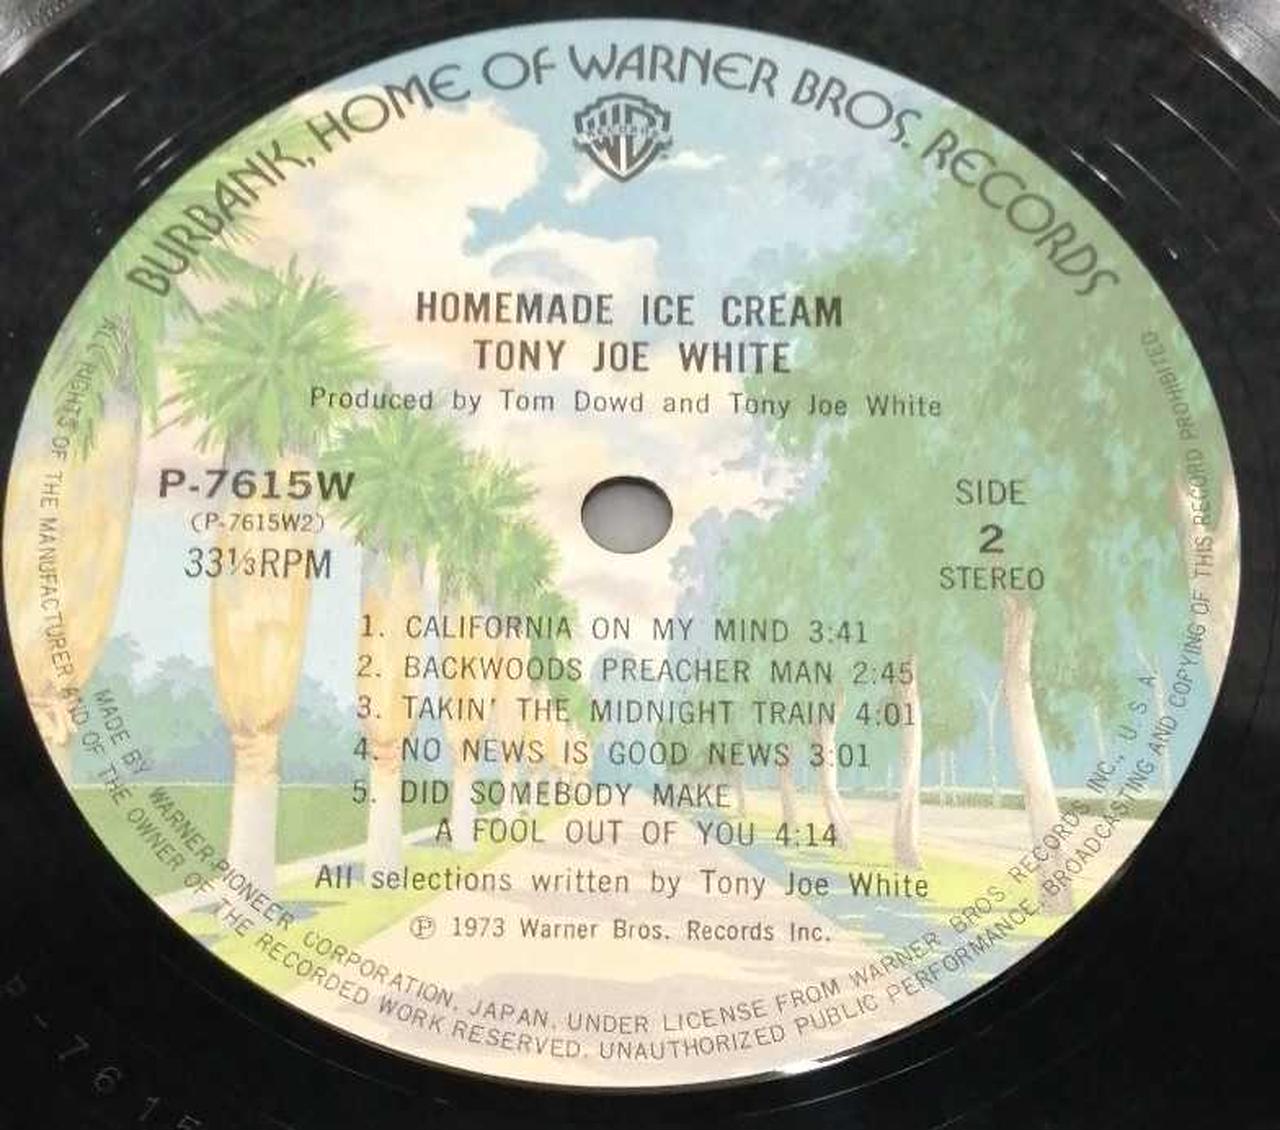 BURBANK, HOME OF WARNER BROS. RECORDS
RECORDS
HOMEMADE ICE CREAM
TONY JOE WHITE
Produced by Tom Dowd and Tony Joe White
P-7615W
(P-7615W2)
33⅓RPM
SIDE
2
STEREO
1. CALIFORNIA ON MY MIND 3:41
2. BACKWOODS PREACHER MAN 2:45
3. TAKIN' THE MIDNIGHT TRAIN 4:01
4. NO NEWS IS GOOD NEWS 3:01
5. DID SOMEBODY MAKE
A FOOL OUT OF YOU 4:14
All selections written by Tony Joe White
Ⓟ 1973 Warner Bros. Records Inc.
MADE BY WARNER-PIONEER CORPORATION, JAPAN, UNDER LICENSE FROM WARNER BROS. RECORDS INC., U.S.A.
ALL RIGHTS OF THE MANUFACTURER AND OF THE OWNER OF THE RECORDED WORK RESERVED. UNAUTHORIZED PUBLIC PERFORMANCE, BROADCASTING AND COPYING OF THIS RECORD PROHIBITED